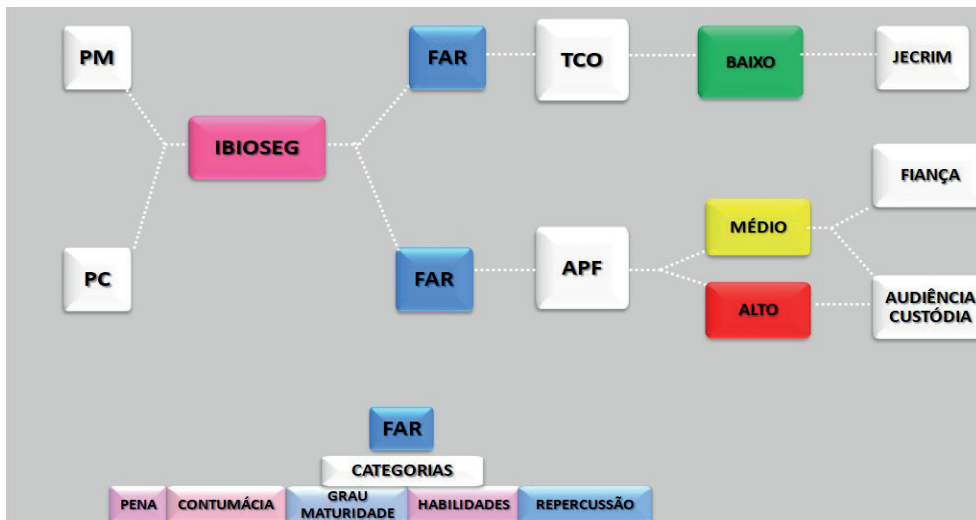 PM
FAR
TCO
BAIXO
JECRIM
IBIOSEG
FIANÇA
MÉDIO
PC
FAR
APF
ALTO
AUDIÊNCIA
CUSTÓDIA
FAR
CATEGORIAS
PENA
CONTUMÁCIA
GRAU
MATURIDADE
HABILIDADES
REPERCUSSÃO